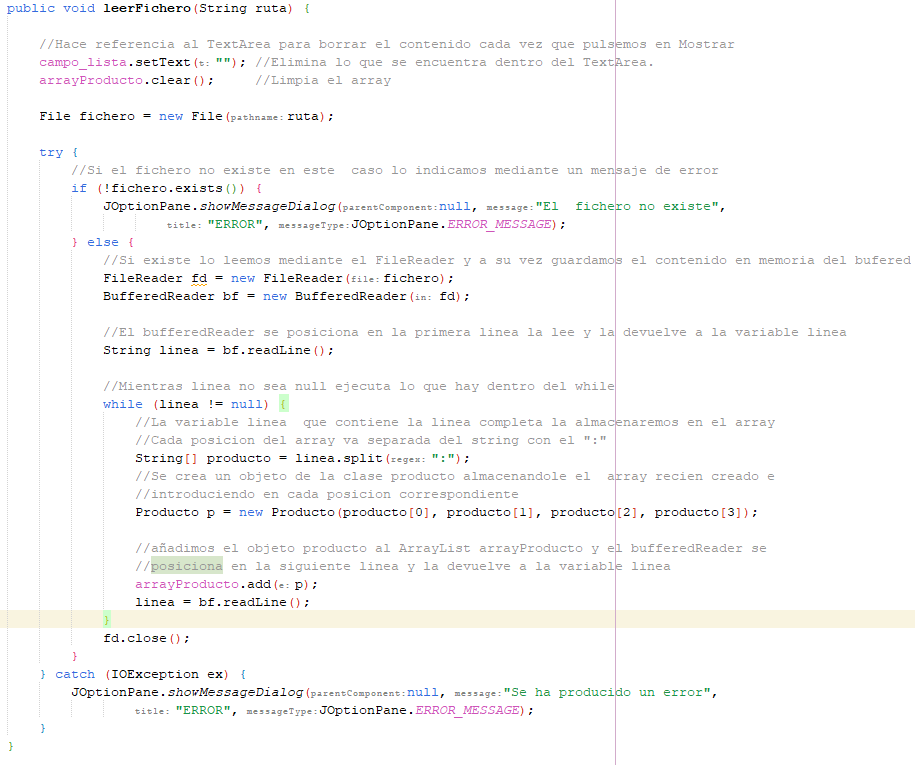 public void leerFichero(String ruta) {
//Hace referencia al TextArea para borrar el contenido cada vez que pulsemos en Mostrar
campo_lista.setText(t: ""); //Elimina lo que se encuentra dentro del TextArea.
arrayProducto.clear();     //Limpia el array
File fichero = new File(pathname: ruta);
try {
//Si el fichero no existe en este  caso lo indicamos mediante un mensaje de error
if (!fichero.exists()) {
JOptionPane.showMessageDialog(parentComponent: null, message: "El  fichero no existe",
title: "ERROR", messageType: JOptionPane.ERROR_MESSAGE);
} else {
//Si existe lo leemos mediante el FileReader y a su vez guardamos el contenido en memoria del bufered
FileReader fd = new FileReader(file: fichero);
BufferedReader bf = new BufferedReader(in: fd);
//El bufferedReader se posiciona en la primera linea la lee y la devuelve a la variable linea
String linea = bf.readLine();
//Mientras linea no sea null ejecuta lo que hay dentro del while
while (linea != null) {
//La variable linea  que contiene la linea completa la almacenaremos en el array
//Cada posicion del array va separada del string con el ":"
String[] producto = linea.split(regex: ":");
//Se crea un objeto de la clase producto almacenandole el  array recien creado e
//introduciendo en cada posicion correspondiente
Producto p = new Producto(producto[0], producto[1], producto[2], producto[3]);
//añadimos el objeto producto al ArrayList arrayProducto y el bufferedReader se
//posiciona en la siguiente linea y la devuelve a la variable linea
arrayProducto.add(e: p);
linea = bf.readLine();
}
fd.close();
}
} catch (IOException ex) {
JOptionPane.showMessageDialog(parentComponent: null, message: "Se ha producido un error",
title: "ERROR", messageType: JOptionPane.ERROR_MESSAGE);
}
}